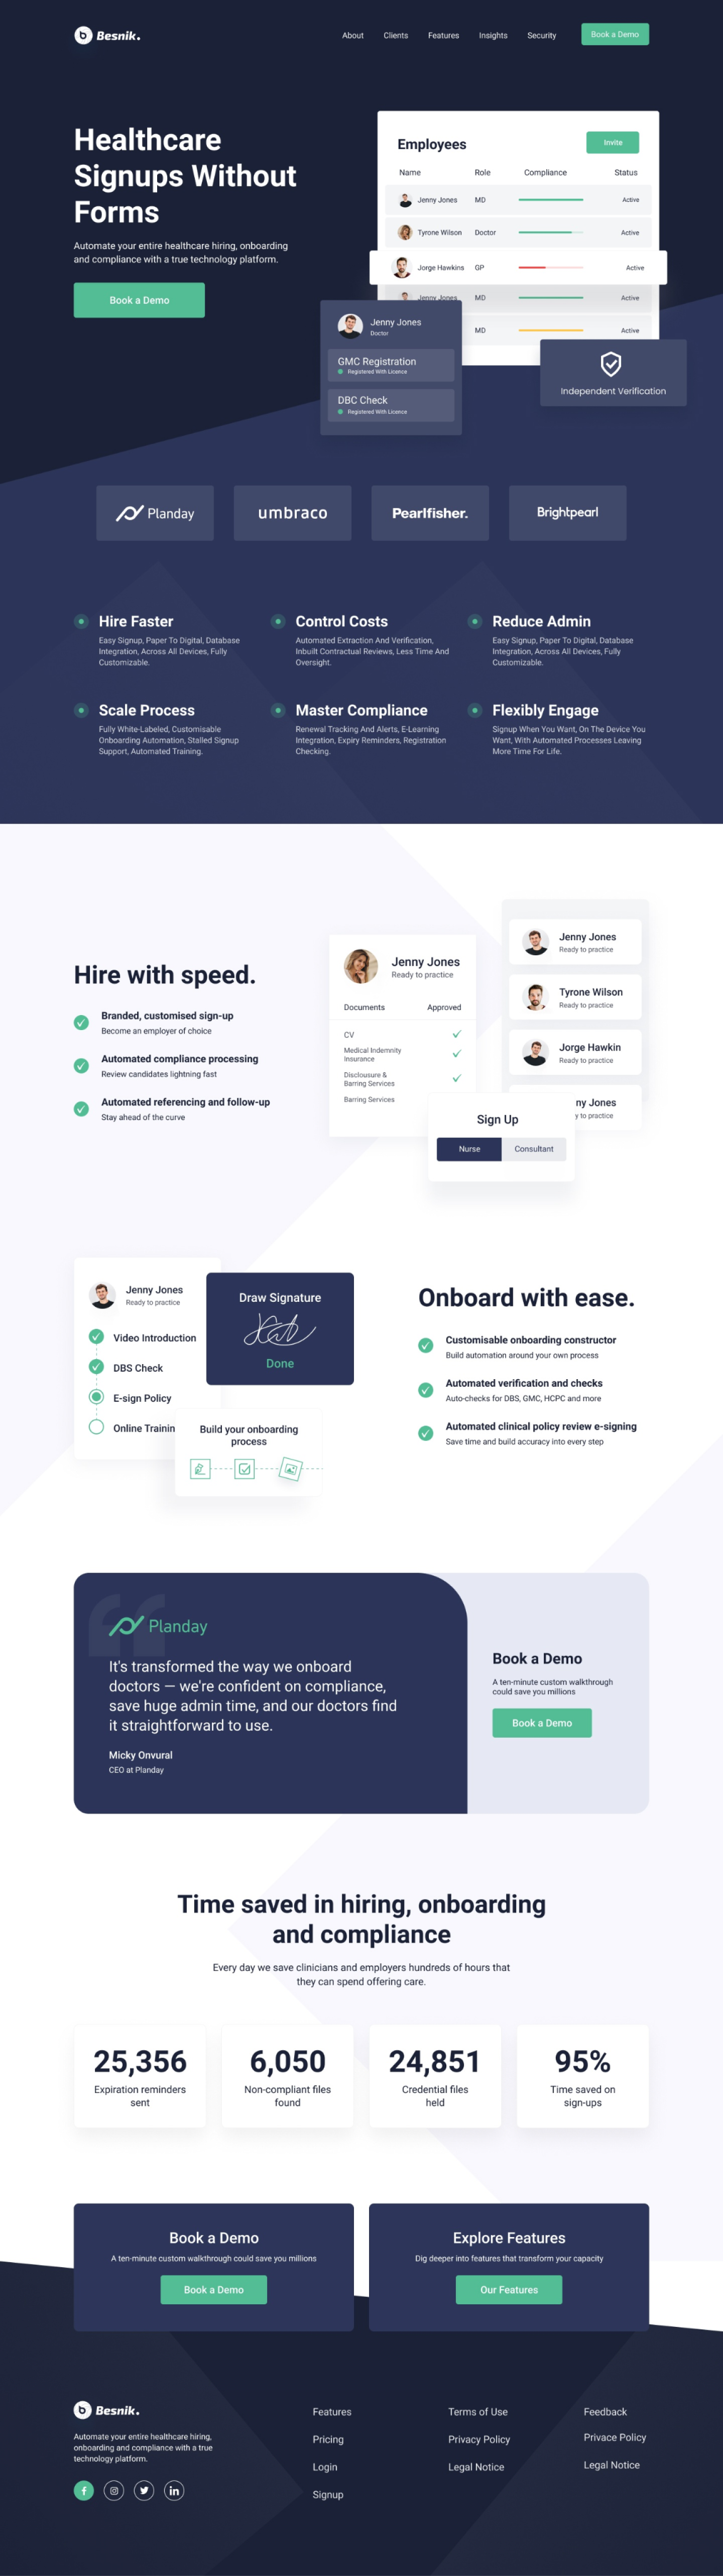 Besnik.
About
Clients
Features
Insights
Security
Book a Demo
Healthcare
Signups Without
Forms
Automate your entire healthcare hiring, onboarding
and compliance with a true technology platform.
Book a Demo
Employees
Invite
Name Role Compliance Status
Jenny Jones MD Active
Tyrone Wilson Doctor Active
Jorge Hawkins GP Active
Jenny Jones MD Active
MD Active
Jenny Jones
Doctor
GMC Registration
Registered With Licence
DBC Check
Registered With Licence
Independent Verification
Planday
umbraco
Pearlfisher.
Brightpearl
Hire Faster
Easy Signup, Paper To Digital, Database
Integration, Across All Devices, Fully
Customizable.
Control Costs
Automated Extraction And Verification,
Inbuilt Contractual Reviews, Less Time And
Oversight.
Reduce Admin
Easy Signup, Paper To Digital, Database
Integration, Across All Devices, Fully
Customizable.
Scale Process
Fully White-Labeled, Customisable
Onboarding Automation, Stalled Signup
Support, Automated Training.
Master Compliance
Renewal Tracking And Alerts, E-Learning
Integration, Expiry Reminders, Registration
Checking.
Flexibly Engage
Signup When You Want, On The Device You
Want, With Automated Processes Leaving
More Time For Life.
Hire with speed.
Branded, customised sign-up
Become an employer of choice
Automated compliance processing
Review candidates lightning fast
Automated referencing and follow-up
Stay ahead of the curve
Jenny Jones
Ready to practice
Documents Approved
CV
Medical Indemnity
Insurance
Disclousure &
Barring Services
Barring Services
Jenny Jones
Ready to practice
Tyrone Wilson
Ready to practice
Jorge Hawkin
Ready to practice
ny Jones
y to practice
Sign Up
Nurse
Consultant
Jenny Jones
Ready to practice
Video Introduction
DBS Check
E-sign Policy
Online Trainin
Draw Signature
Done
Build your onboarding
process
Onboard with ease.
Customisable onboarding constructor
Build automation around your own process
Automated verification and checks
Auto-checks for DBS, GMC, HCPC and more
Automated clinical policy review e-signing
Save time and build accuracy into every step
Planday
It's transformed the way we onboard
doctors — we're confident on compliance,
save huge admin time, and our doctors find
it straightforward to use.
Micky Onvural
CEO at Planday
Book a Demo
A ten-minute custom walkthrough
could save you millions
Book a Demo
Time saved in hiring, onboarding
and compliance
Every day we save clinicians and employers hundreds of hours that
they can spend offering care.
25,356
Expiration reminders
sent
6,050
Non-compliant files
found
24,851
Credential files
held
95%
Time saved on
sign-ups
Book a Demo
A ten-minute custom walkthrough could save you millions
Book a Demo
Explore Features
Dig deeper into features that transform your capacity
Our Features
Besnik.
Automate your entire healthcare hiring,
onboarding and compliance with a true
technology platform.
Features
Pricing
Login
Signup
Terms of Use
Privacy Policy
Legal Notice
Feedback
Privace Policy
Legal Notice